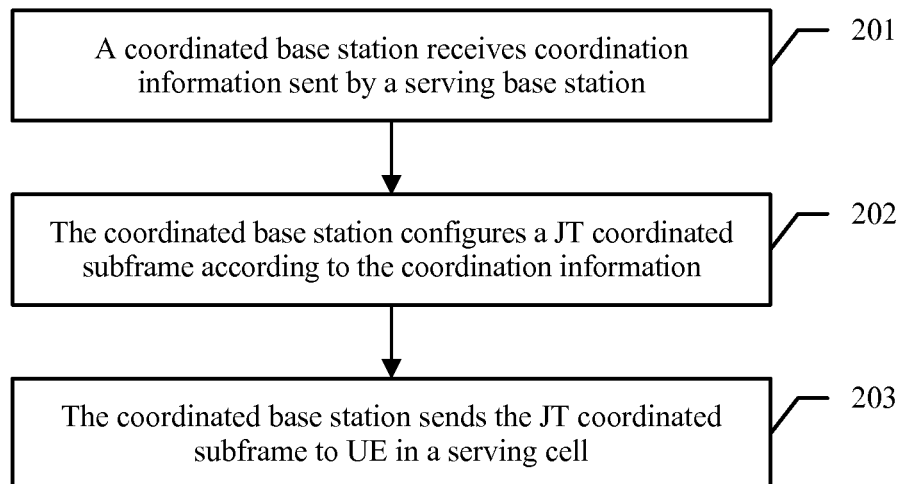 A coordinated base station receives coordination
information sent by a serving base station
201
The coordinated base station configures a JT coordinated
subframe according to the coordination information
202
The coordinated base station sends the JT coordinated
subframe to UE in a serving cell
203